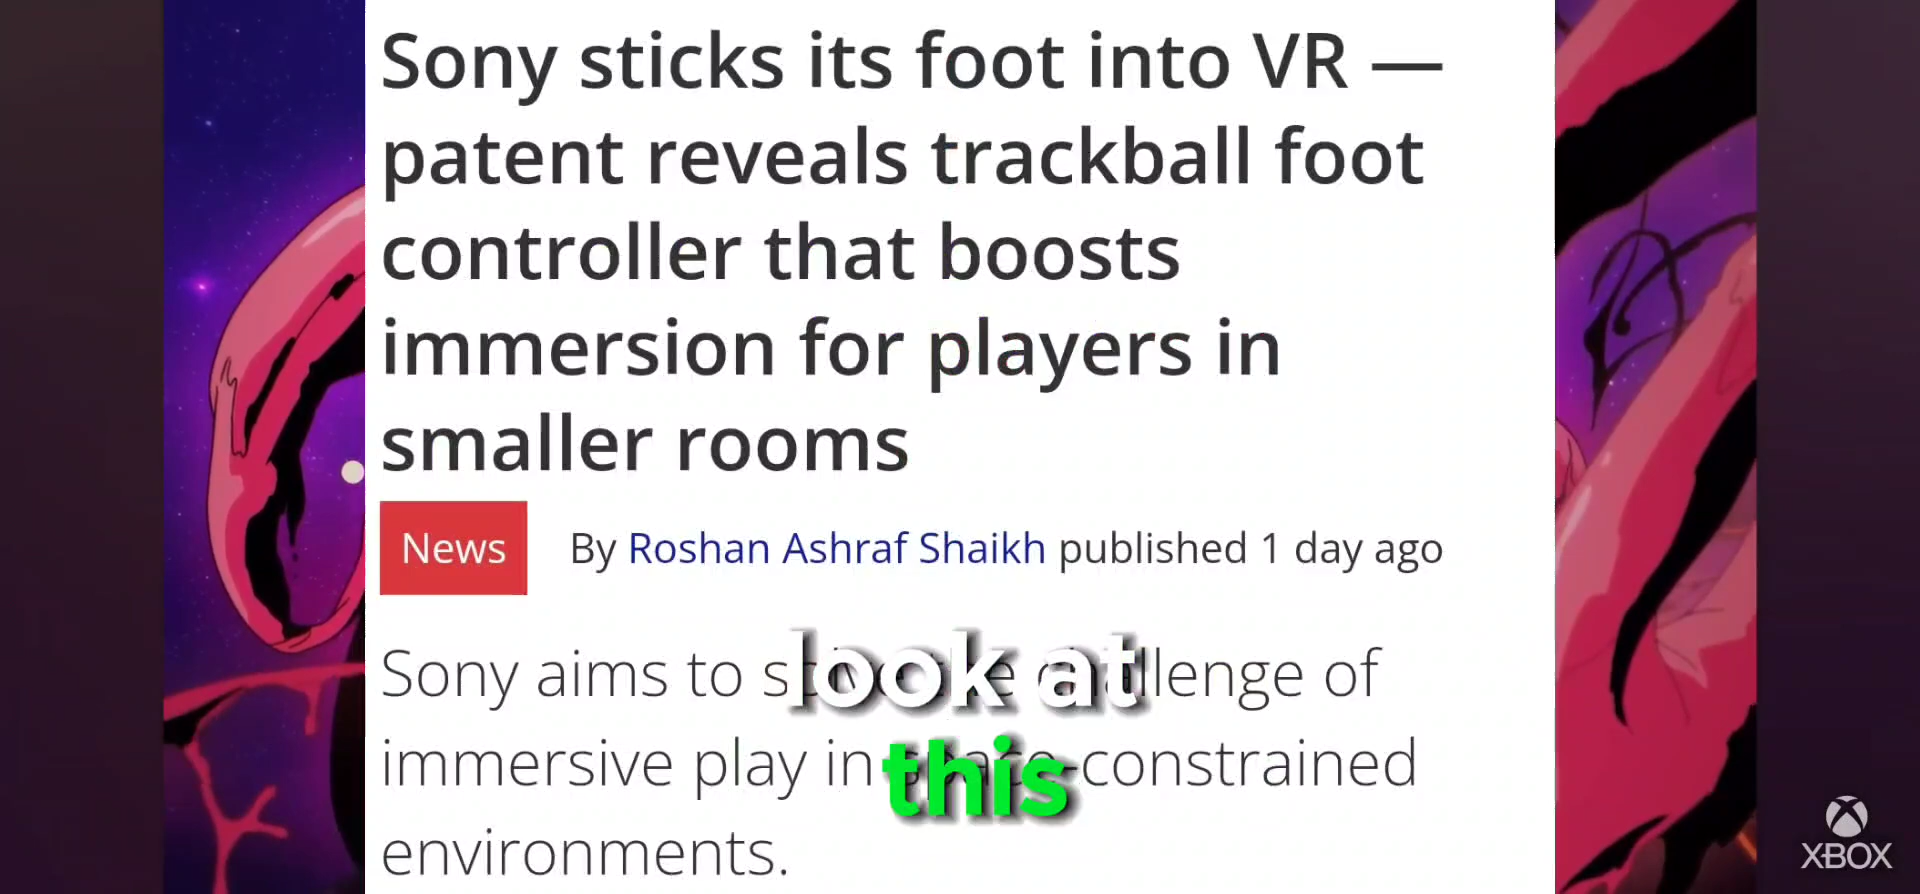 Sony sticks its foot into VR —
patent reveals trackball foot
controller that boosts
immersion for players in
smaller rooms
News
By Roshan Ashraf Shaikh published 1 day ago
Sony aims to challenge of
look at
immersive play in -constrained
this
environments.
XBOX